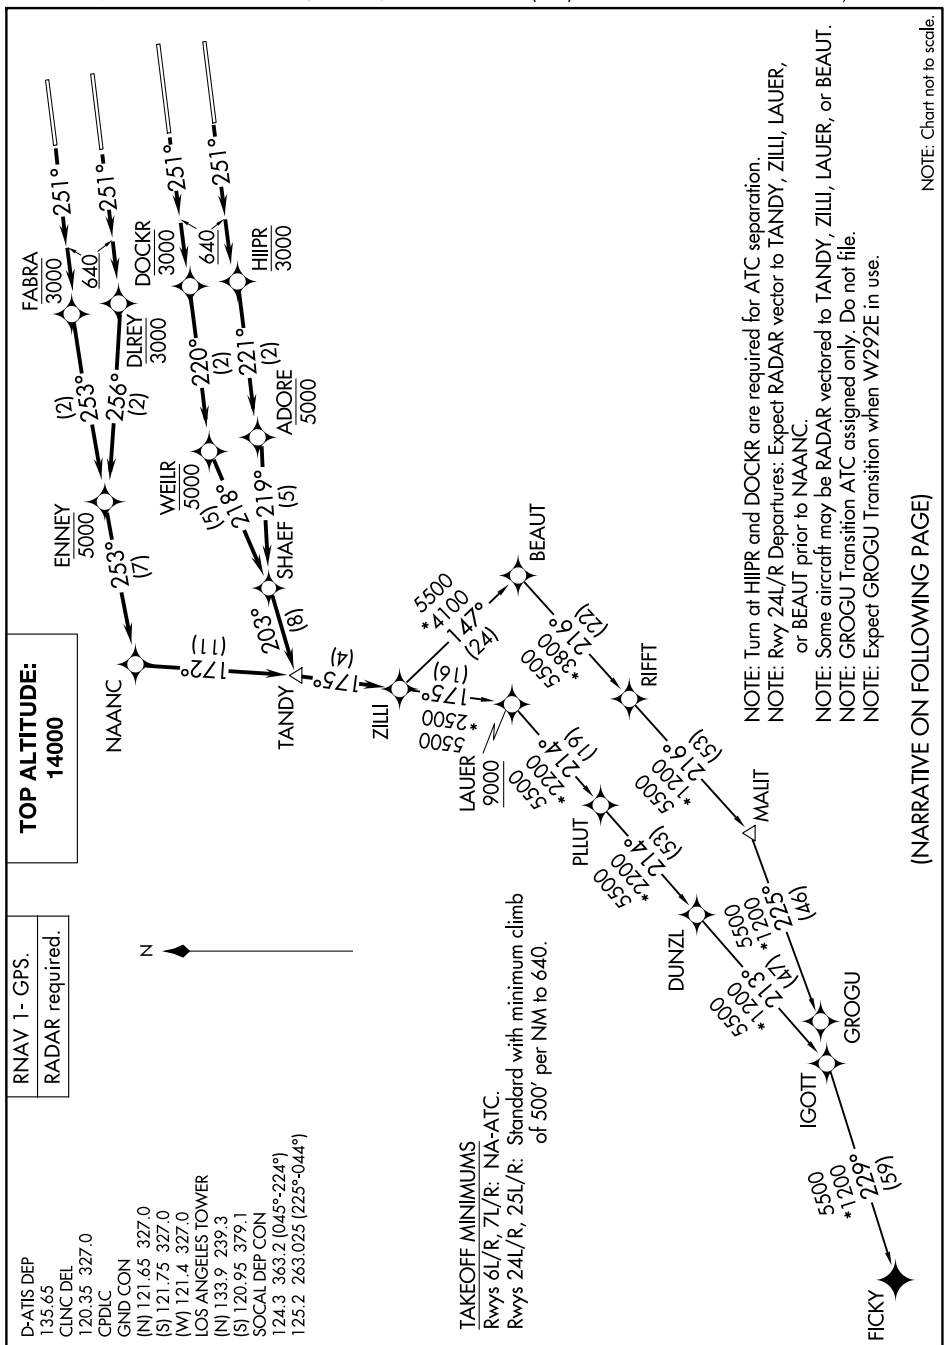 RNAV 1 - GPS.
RADAR required.
TOP ALTITUDE:
14000
D-ATIS DEP
135.65
CLNC DEL
120.35 327.0
CPDLC
GND CON
(N) 121.65 327.0
(S) 121.75 327.0
(W) 121.4 327.0
LOS ANGELES TOWER
(N) 133.9 239.3
(S) 120.95 379.1
SOCAL DEP CON
124.3 363.2 (045°-224°)
125.2 263.025 (225°-044°)
N
TAKEOFF MINIMUMS
Rwys 6L/R, 7L/R: NA-ATC.
Rwys 24L/R, 25L/R: Standard with minimum climb
of 500' per NM to 640.
251°
FABRA
3000
640
251°
DLREY
3000
251°
DOCKR
3000
640
251°
HIIPR
3000
(2)
253°
256°
(2)
ENNEY
5000
253°
(7)
NAANC
172°
(11)
220°
(2)
WEILR
5000
218°
(5)
221°
(2)
ADORE
5000
219°
(5)
SHAEF
203°
(8)
TANDY
175°
(4)
ZILLI
5500
*4100
147°
(24)
BEAUT
5500
*3800
216°
(22)
RIFFT
5500
*1200
216°
(53)
MALIT
5500
*1200
225°
(46)
GROGU
5500
*2500
175°
(16)
LAUER
9000
5500
*2200
214°
(19)
PLLUT
5500
*2200
214°
(53)
DUNZL
5500
*1200
213°
(47)
IGOTT
5500
*1200
229°
(59)
FICKY
NOTE: Turn at HIIPR and DOCKR are required for ATC separation.
NOTE: Rwy 24L/R Departures: Expect RADAR vector to TANDY, ZILLI, LAUER,
or BEAUT prior to NAANC.
NOTE: Some aircraft may be RADAR vectored to TANDY, ZILLI, LAUER, or BEAUT.
NOTE: GROGU Transition ATC assigned only. Do not file.
NOTE: Expect GROGU Transition when W292E in use.
(NARRATIVE ON FOLLOWING PAGE)
NOTE: Chart not to scale.